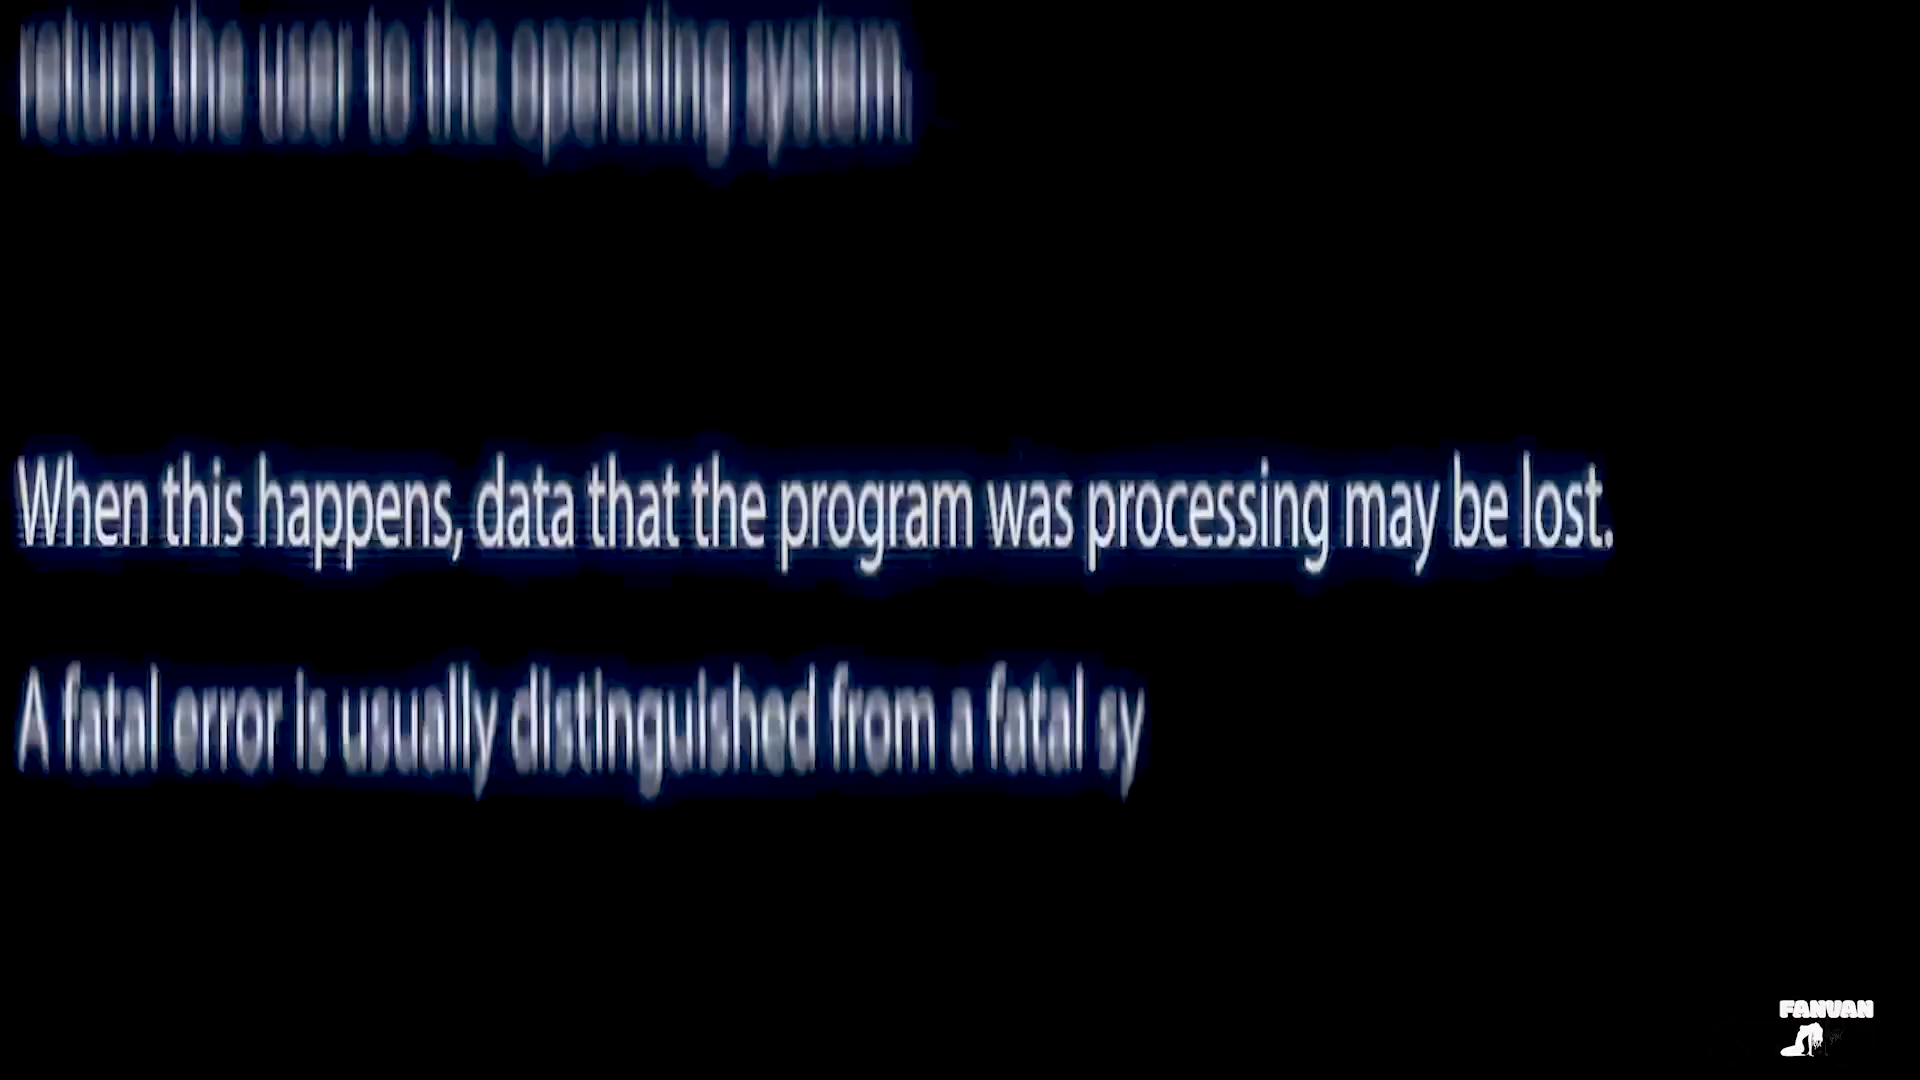 return the user to the operating system.
When this happens, data that the program was processing may be lost.
A fatal error is usually distinguished from a fatal sy
FANVAN